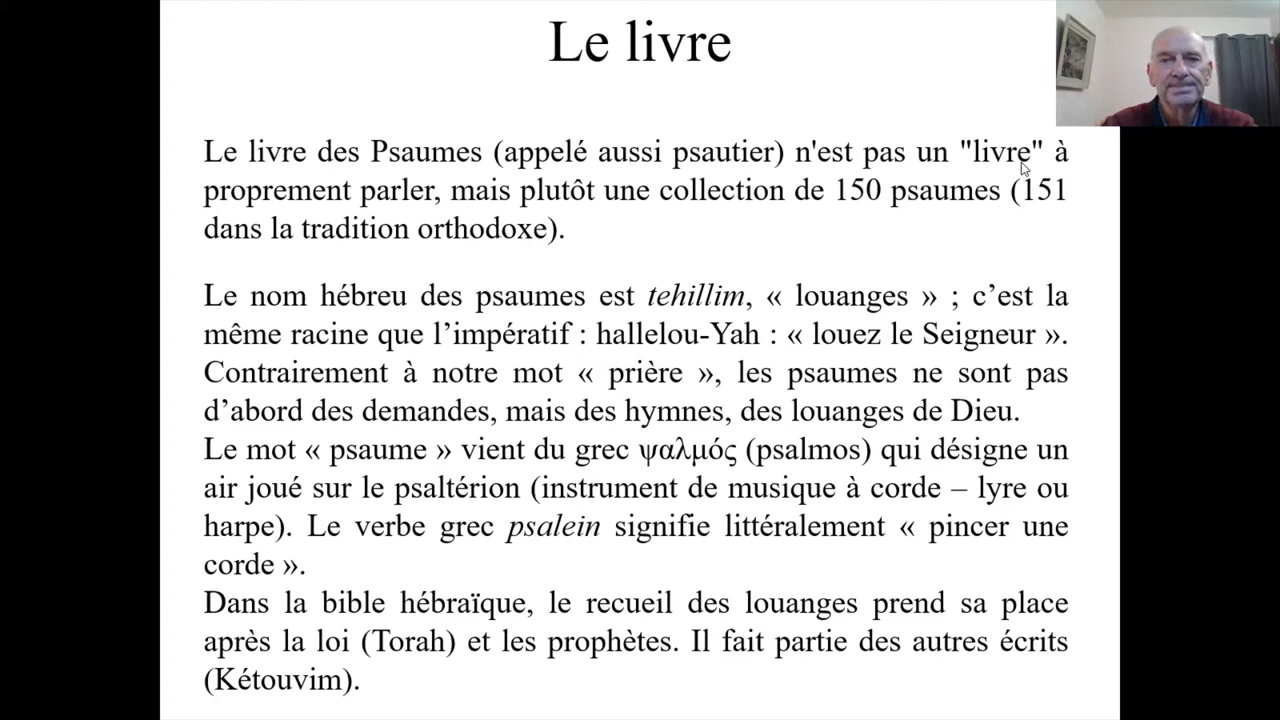 Le livre
Le livre des Psaumes (appelé aussi psautier) n'est pas un "livre" à
proprement parler, mais plutôt une collection de 150 psaumes (151
dans la tradition orthodoxe).
Le nom hébreu des psaumes est tehillim, « louanges » ; c’est la
même racine que l’impératif : hallelou-Yah : « louez le Seigneur ».
Contrairement à notre mot « prière », les psaumes ne sont pas
d’abord des demandes, mais des hymnes, des louanges de Dieu.
Le mot « psaume » vient du grec ψαλμός (psalmos) qui désigne un
air joué sur le psaltérion (instrument de musique à corde – lyre ou
harpe). Le verbe grec psalein signifie littéralement « pincer une
corde ».
Dans la bible hébraïque, le recueil des louanges prend sa place
après la loi (Torah) et les prophètes. Il fait partie des autres écrits
(Kétouvim).